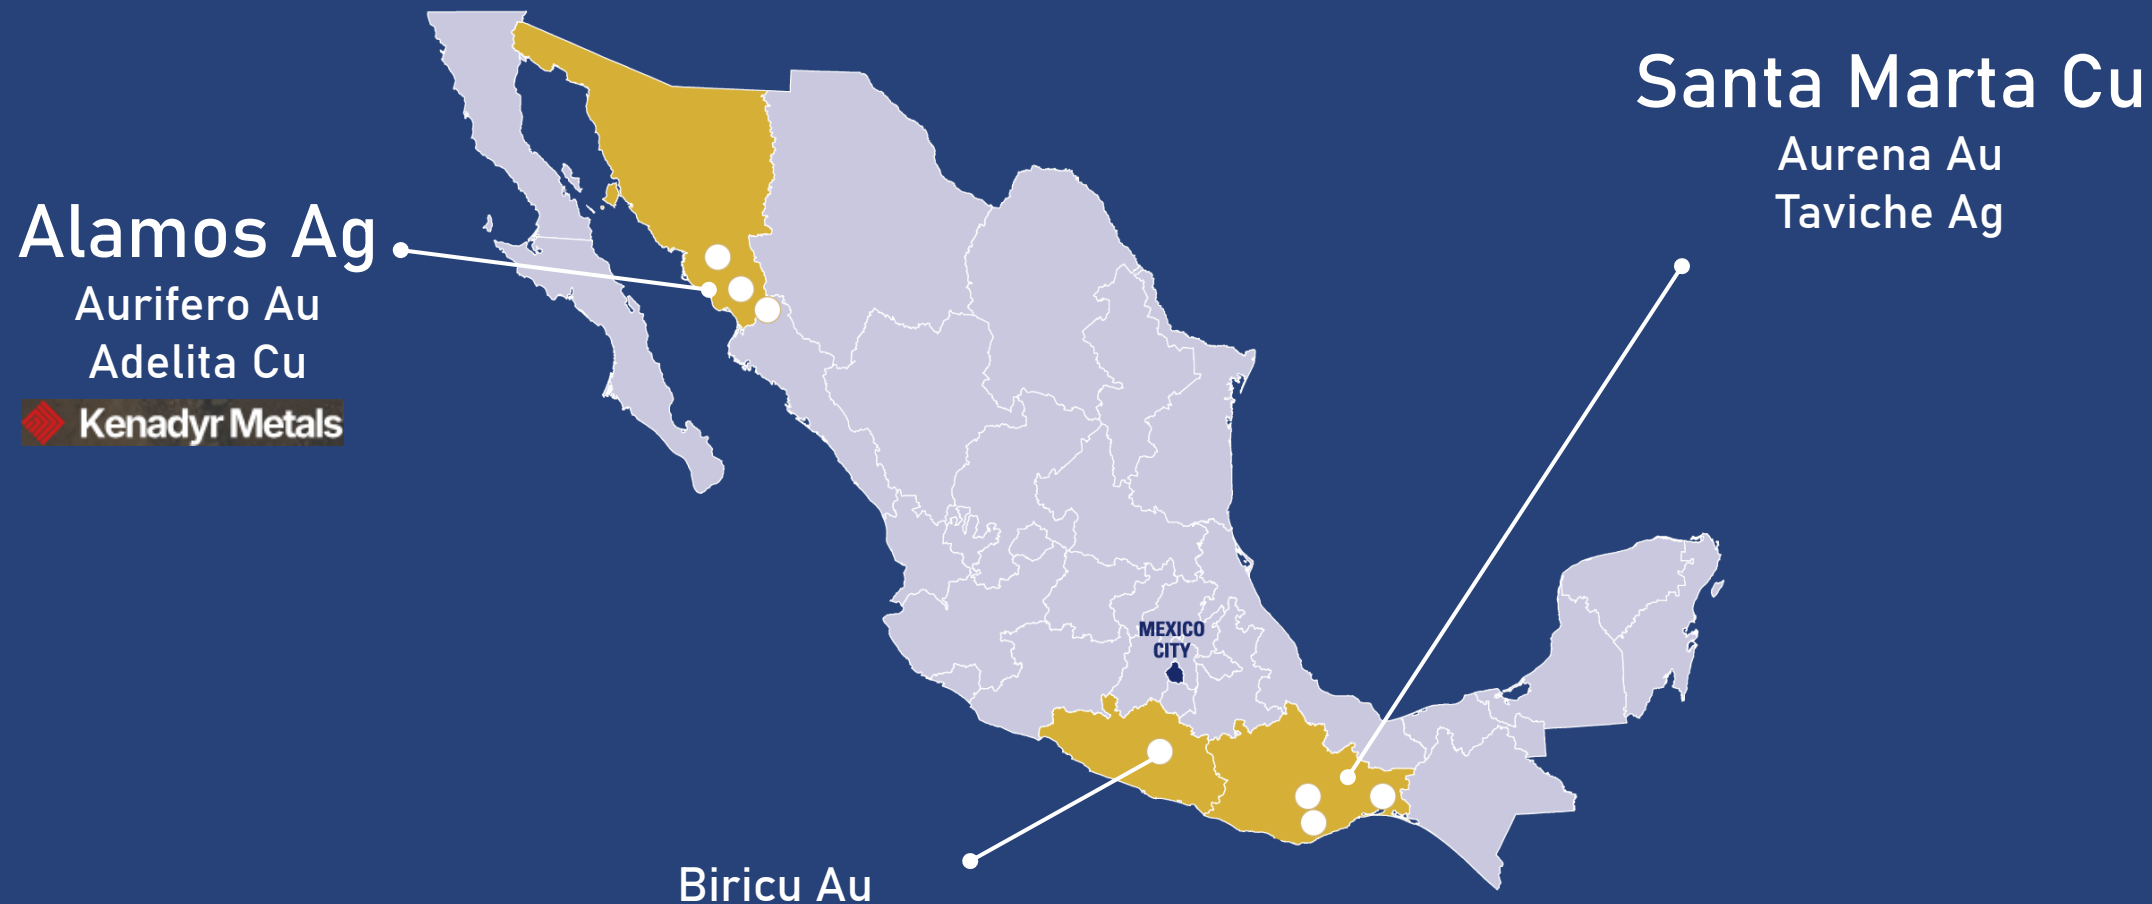 Alamos Ag
Aurifero Au
Adelita Cu
Kenadyr Metals
Santa Marta Cu
Aurena Au
Taviche Ag
MEXICO
CITY
Biricu Au